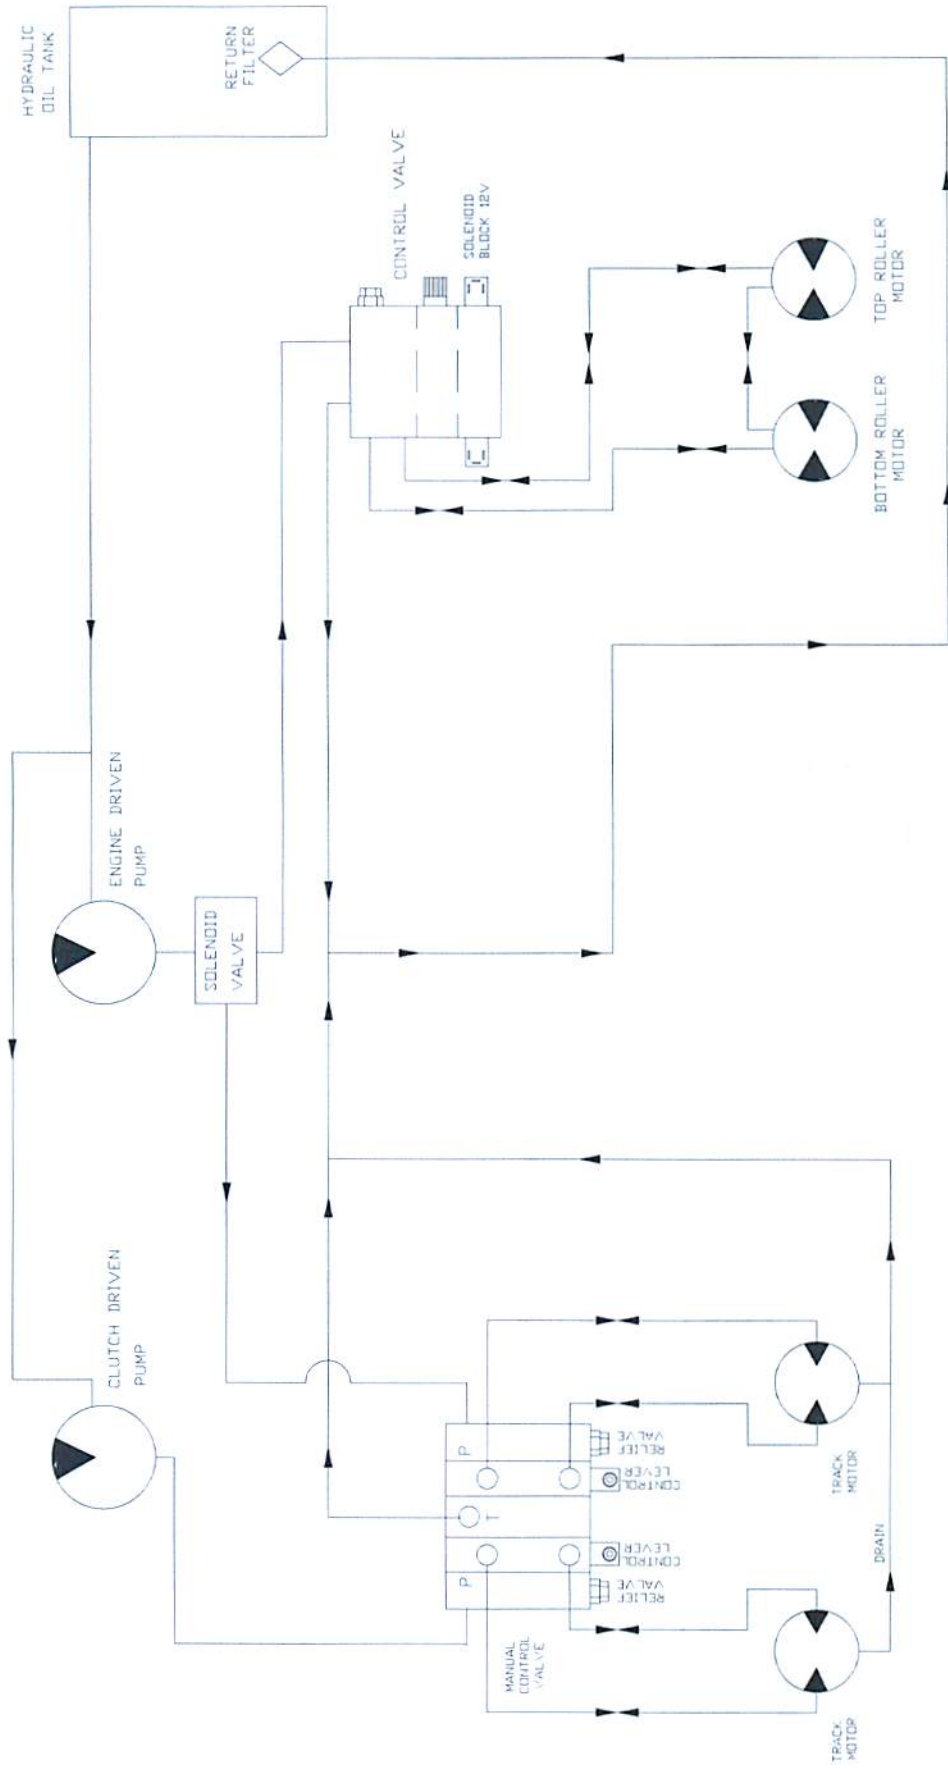 HYDRAULIC
OIL TANK
RETURN
FILTER
CONTROL VALVE
SOLENOID
BLOCK 12V
TOP ROLLER
MOTOR
BOTTOM ROLLER
MOTOR
ENGINE DRIVEN
PUMP
SOLENOID
VALVE
CLUTCH DRIVEN
PUMP
P
RELIEF
VALVE
CONTROL
LEVER
T
CONTROL
LEVER
P
RELIEF
VALVE
MANUAL
CONTROL
VALVE
TRACK
MOTOR
DRAIN
TRACK
MOTOR